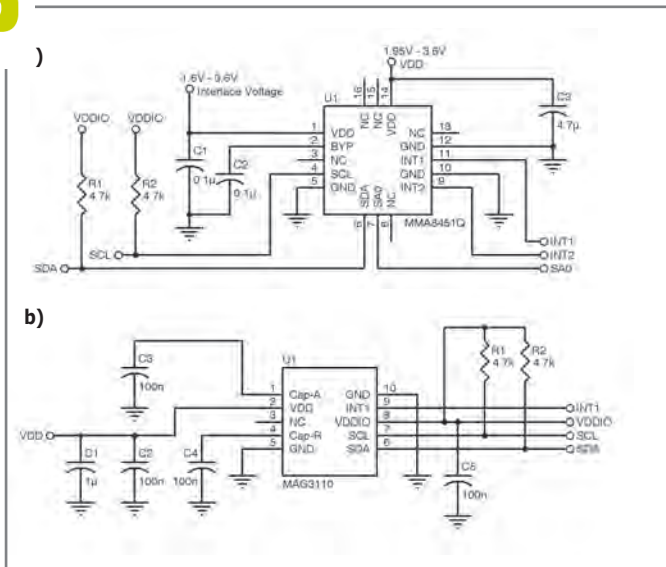 )
1.95V - 3.6V
VDD
1.6V - 3.6V
Interface Voltage
VDDIO
VDDIO
U1
16
15
14
NC
NC
VDD
1
VDD
2
BYP
3
NC
4
SCL
5
GND
NC
13
GND
12
INT1
11
GND
10
INT2
9
SDA
SA0
NC
6
7
8
MMA8451Q
C1
0.1µ
C2
0.1µ
4.7µ
R1
4.7k
R2
4.7k
SCL
SDA
INT1
INT2
SA0
b)
C3
100n
U1
1
Cap-A
2
VDD
3
NC
4
Cap-R
5
GND
GND
10
INT1
9
VDDIO
8
SCL
7
SDA
6
MAG3110
R1
4.7k
R2
4.7k
INT1
VDDIO
SCL
SDA
VDD
C1
1µ
C2
100n
C4
100n
C5
100n